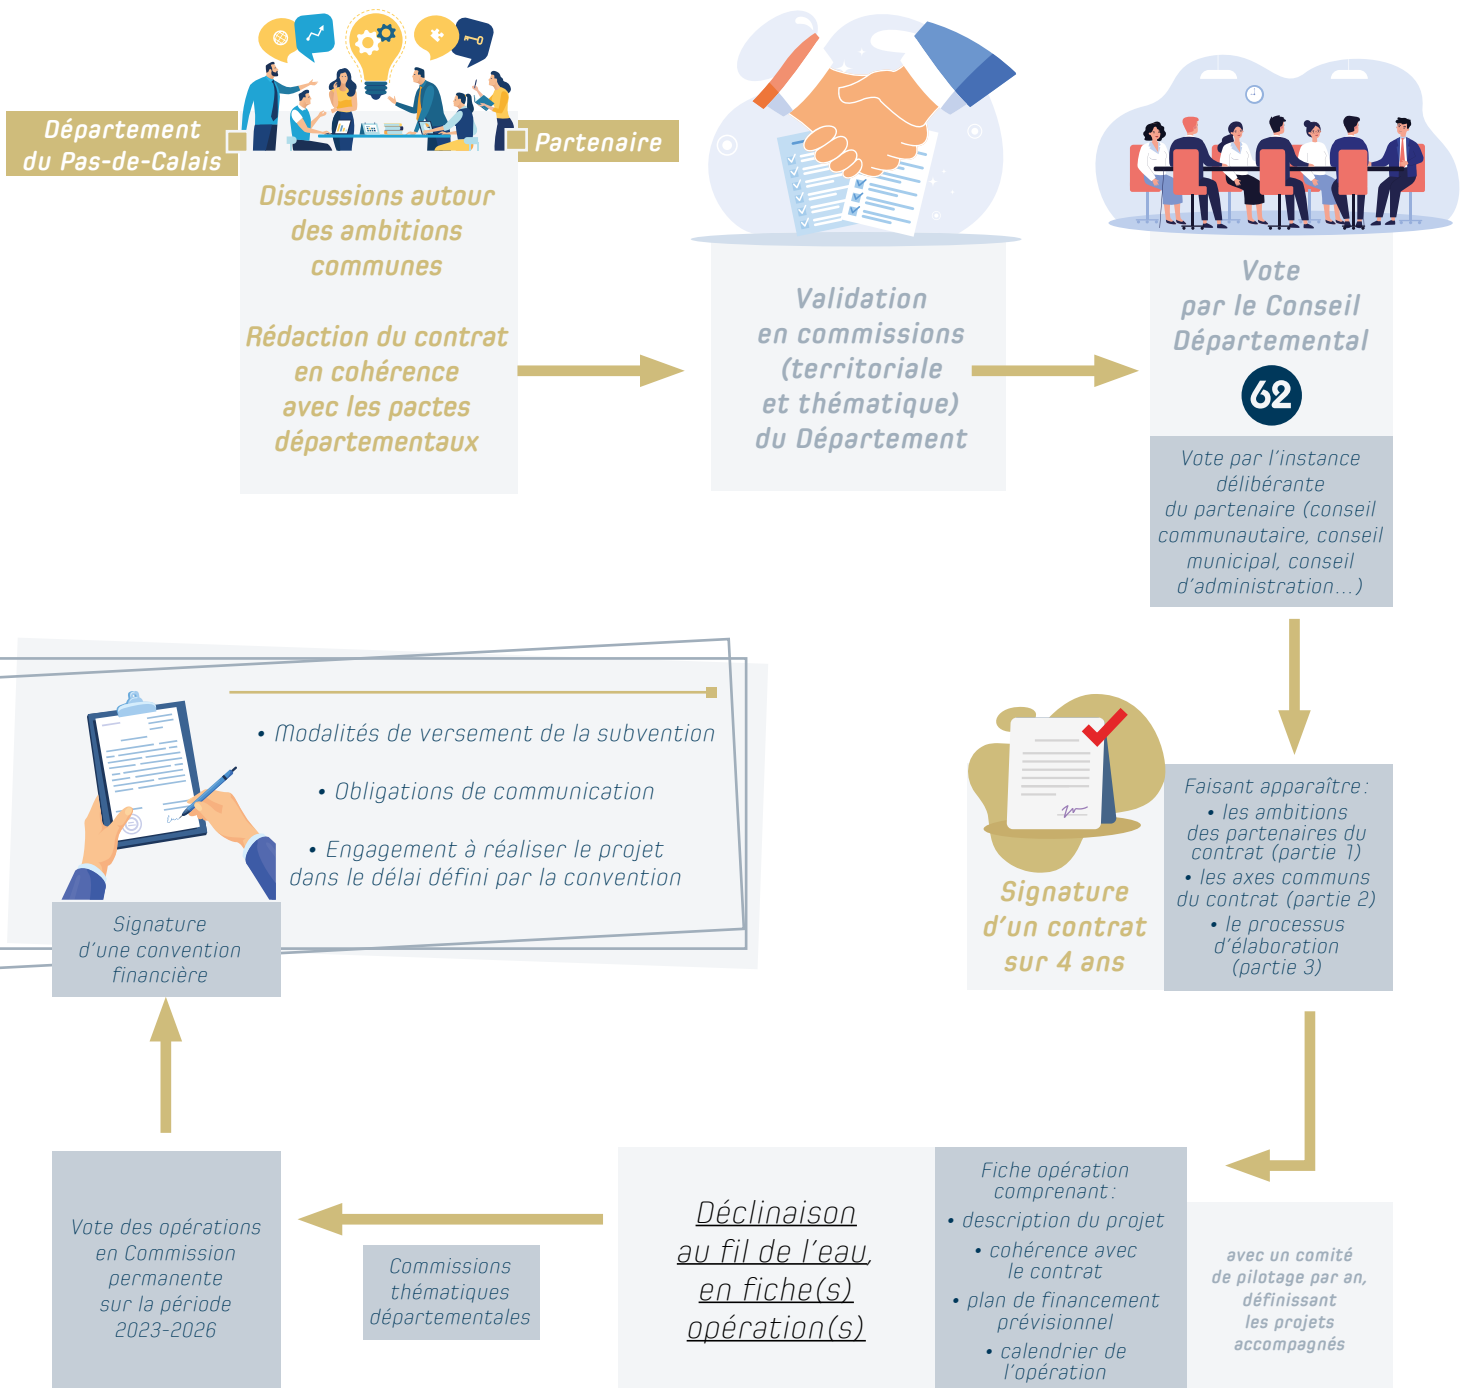 Département
du Pas-de-Calais
Partenaire
Discussions autour
des ambitions
communes
Rédaction du contrat
en cohérence
avec les pactes
départementaux
Validation
en commissions
(territoriale
et thématique)
du Département
Vote
par le Conseil
Départemental
62
Vote par l'instance
délibérante
du partenaire (conseil
communautaire, conseil
municipal, conseil
d'administration...)
Signature
d'un contrat
sur 4 ans
Faisant apparaître :
• les ambitions
des partenaires du
contrat (partie 1)
• les axes communs
du contrat (partie 2)
• le processus
d'élaboration
(partie 3)
avec un comité
de pilotage par an,
définissant
les projets
accompagnés
Fiche opération
comprenant :
• description du projet
• cohérence avec
le contrat
• plan de financement
prévisionnel
• calendrier de
l'opération
Déclinaison
au fil de l'eau,
en fiche(s)
opération(s)
Commissions
thématiques
départementales
Vote des opérations
en Commission
permanente
sur la période
2023-2026
Signature
d'une convention
financière
• Modalités de versement de la subvention
• Obligations de communication
• Engagement à réaliser le projet
dans le délai défini par la convention